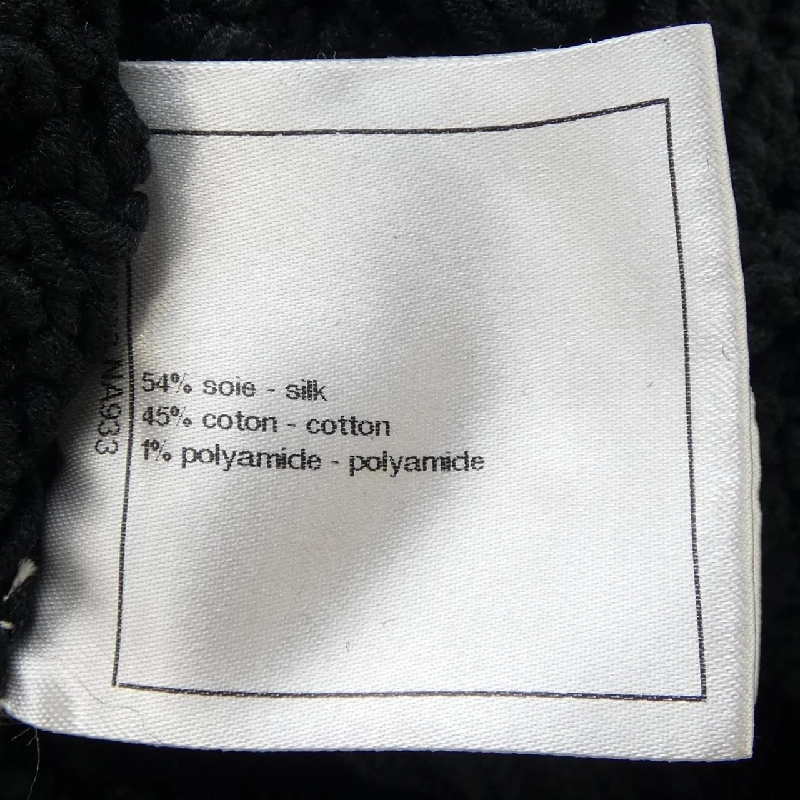 54% soie - silk
45% coton - cotton
1% polyamide - polyamide
NA933